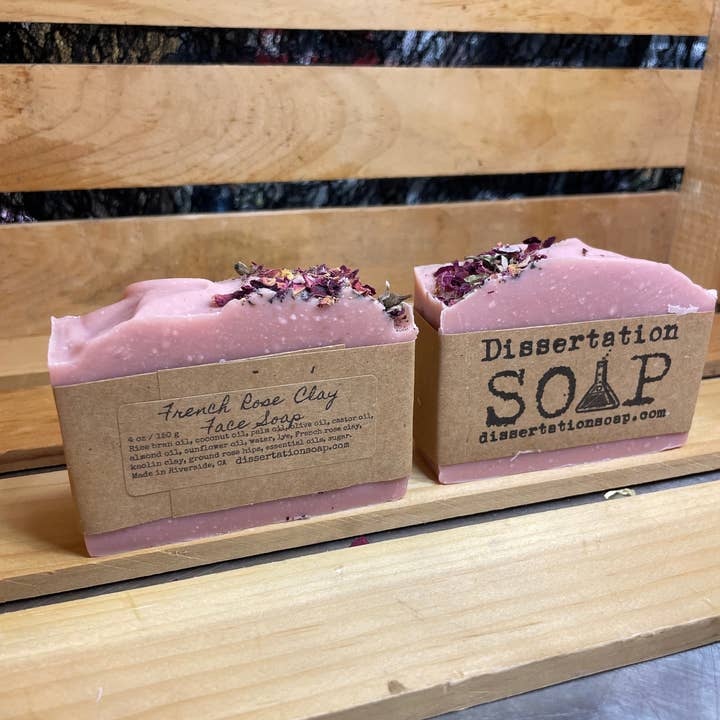 French Rose Clay
Face Soap
4 oz / 120 g
Rice bran oil, coconut oil, palm oil, olive oil, castor oil,
almond oil, sunflower oil, water, lye, French rose clay,
kaolin clay, ground rose hips, essential oils, sugar.
Made in Riverside, CA dissertationsoap.com
Dissertation
SOAP
dissertationsoap.com